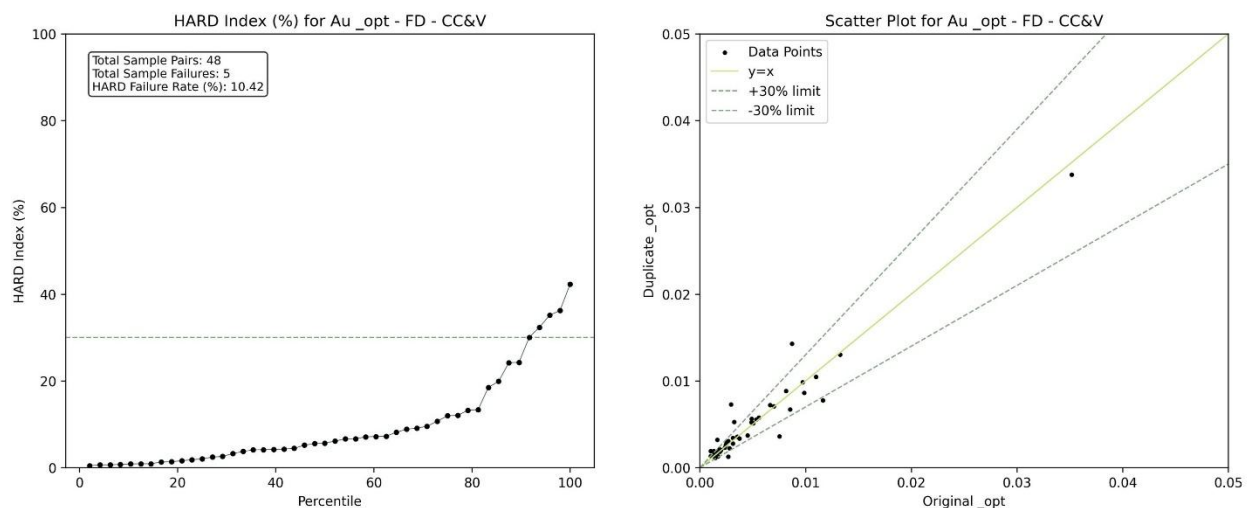 HARD Index (%) for Au _opt - FD - CC&V
Total Sample Pairs: 48
Total Sample Failures: 5
HARD Failure Rate (%): 10.42
100
80
60
40
20
0
HARD Index (%)
0 20 40 60 80 100
Percentile
Scatter Plot for Au _opt - FD - CC&V
Data Points
y=x
+30% limit
-30% limit
0.05
0.04
0.03
0.02
0.01
0.00
Duplicate _opt
0.00 0.01 0.02 0.03 0.04 0.05
Original _opt